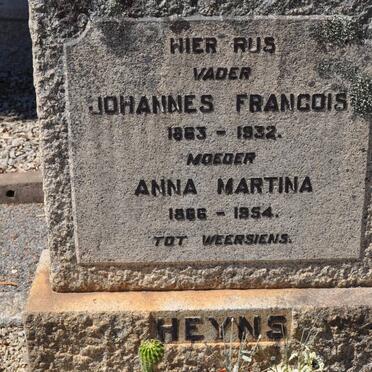 HIER RUS
VADER
JOHANNES FRANCOIS
1863 - 1932.
MOEDER
ANNA MARTINA
1866 - 1954.
TOT WEERSIENS.
HEYNS